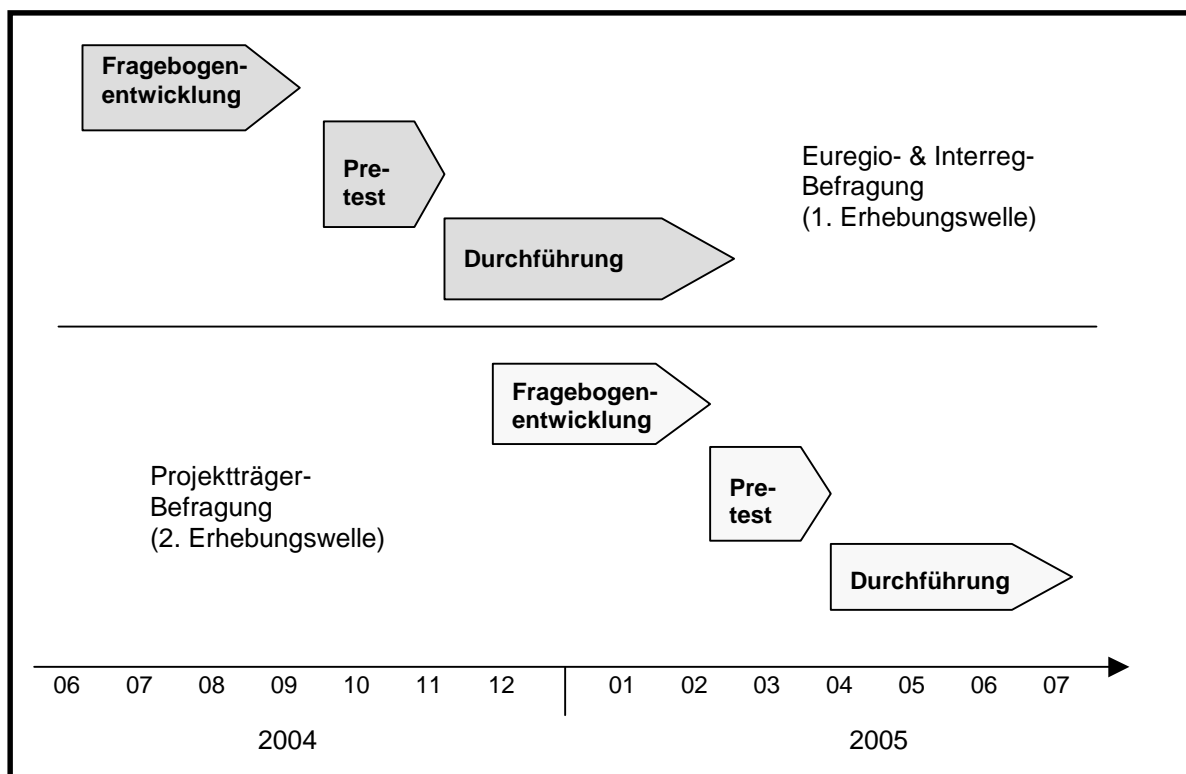 Fragebogen-
entwicklung
Pre-
test
Durchführung
Euregio- & Interreg-
Befragung
(1. Erhebungswelle)
Fragebogen-
entwicklung
Projektträger-
Befragung
(2. Erhebungswelle)
Pre-
test
Durchführung
06 07 08 09 10 11 12 01 02 03 04 05 06 07
2004 2005